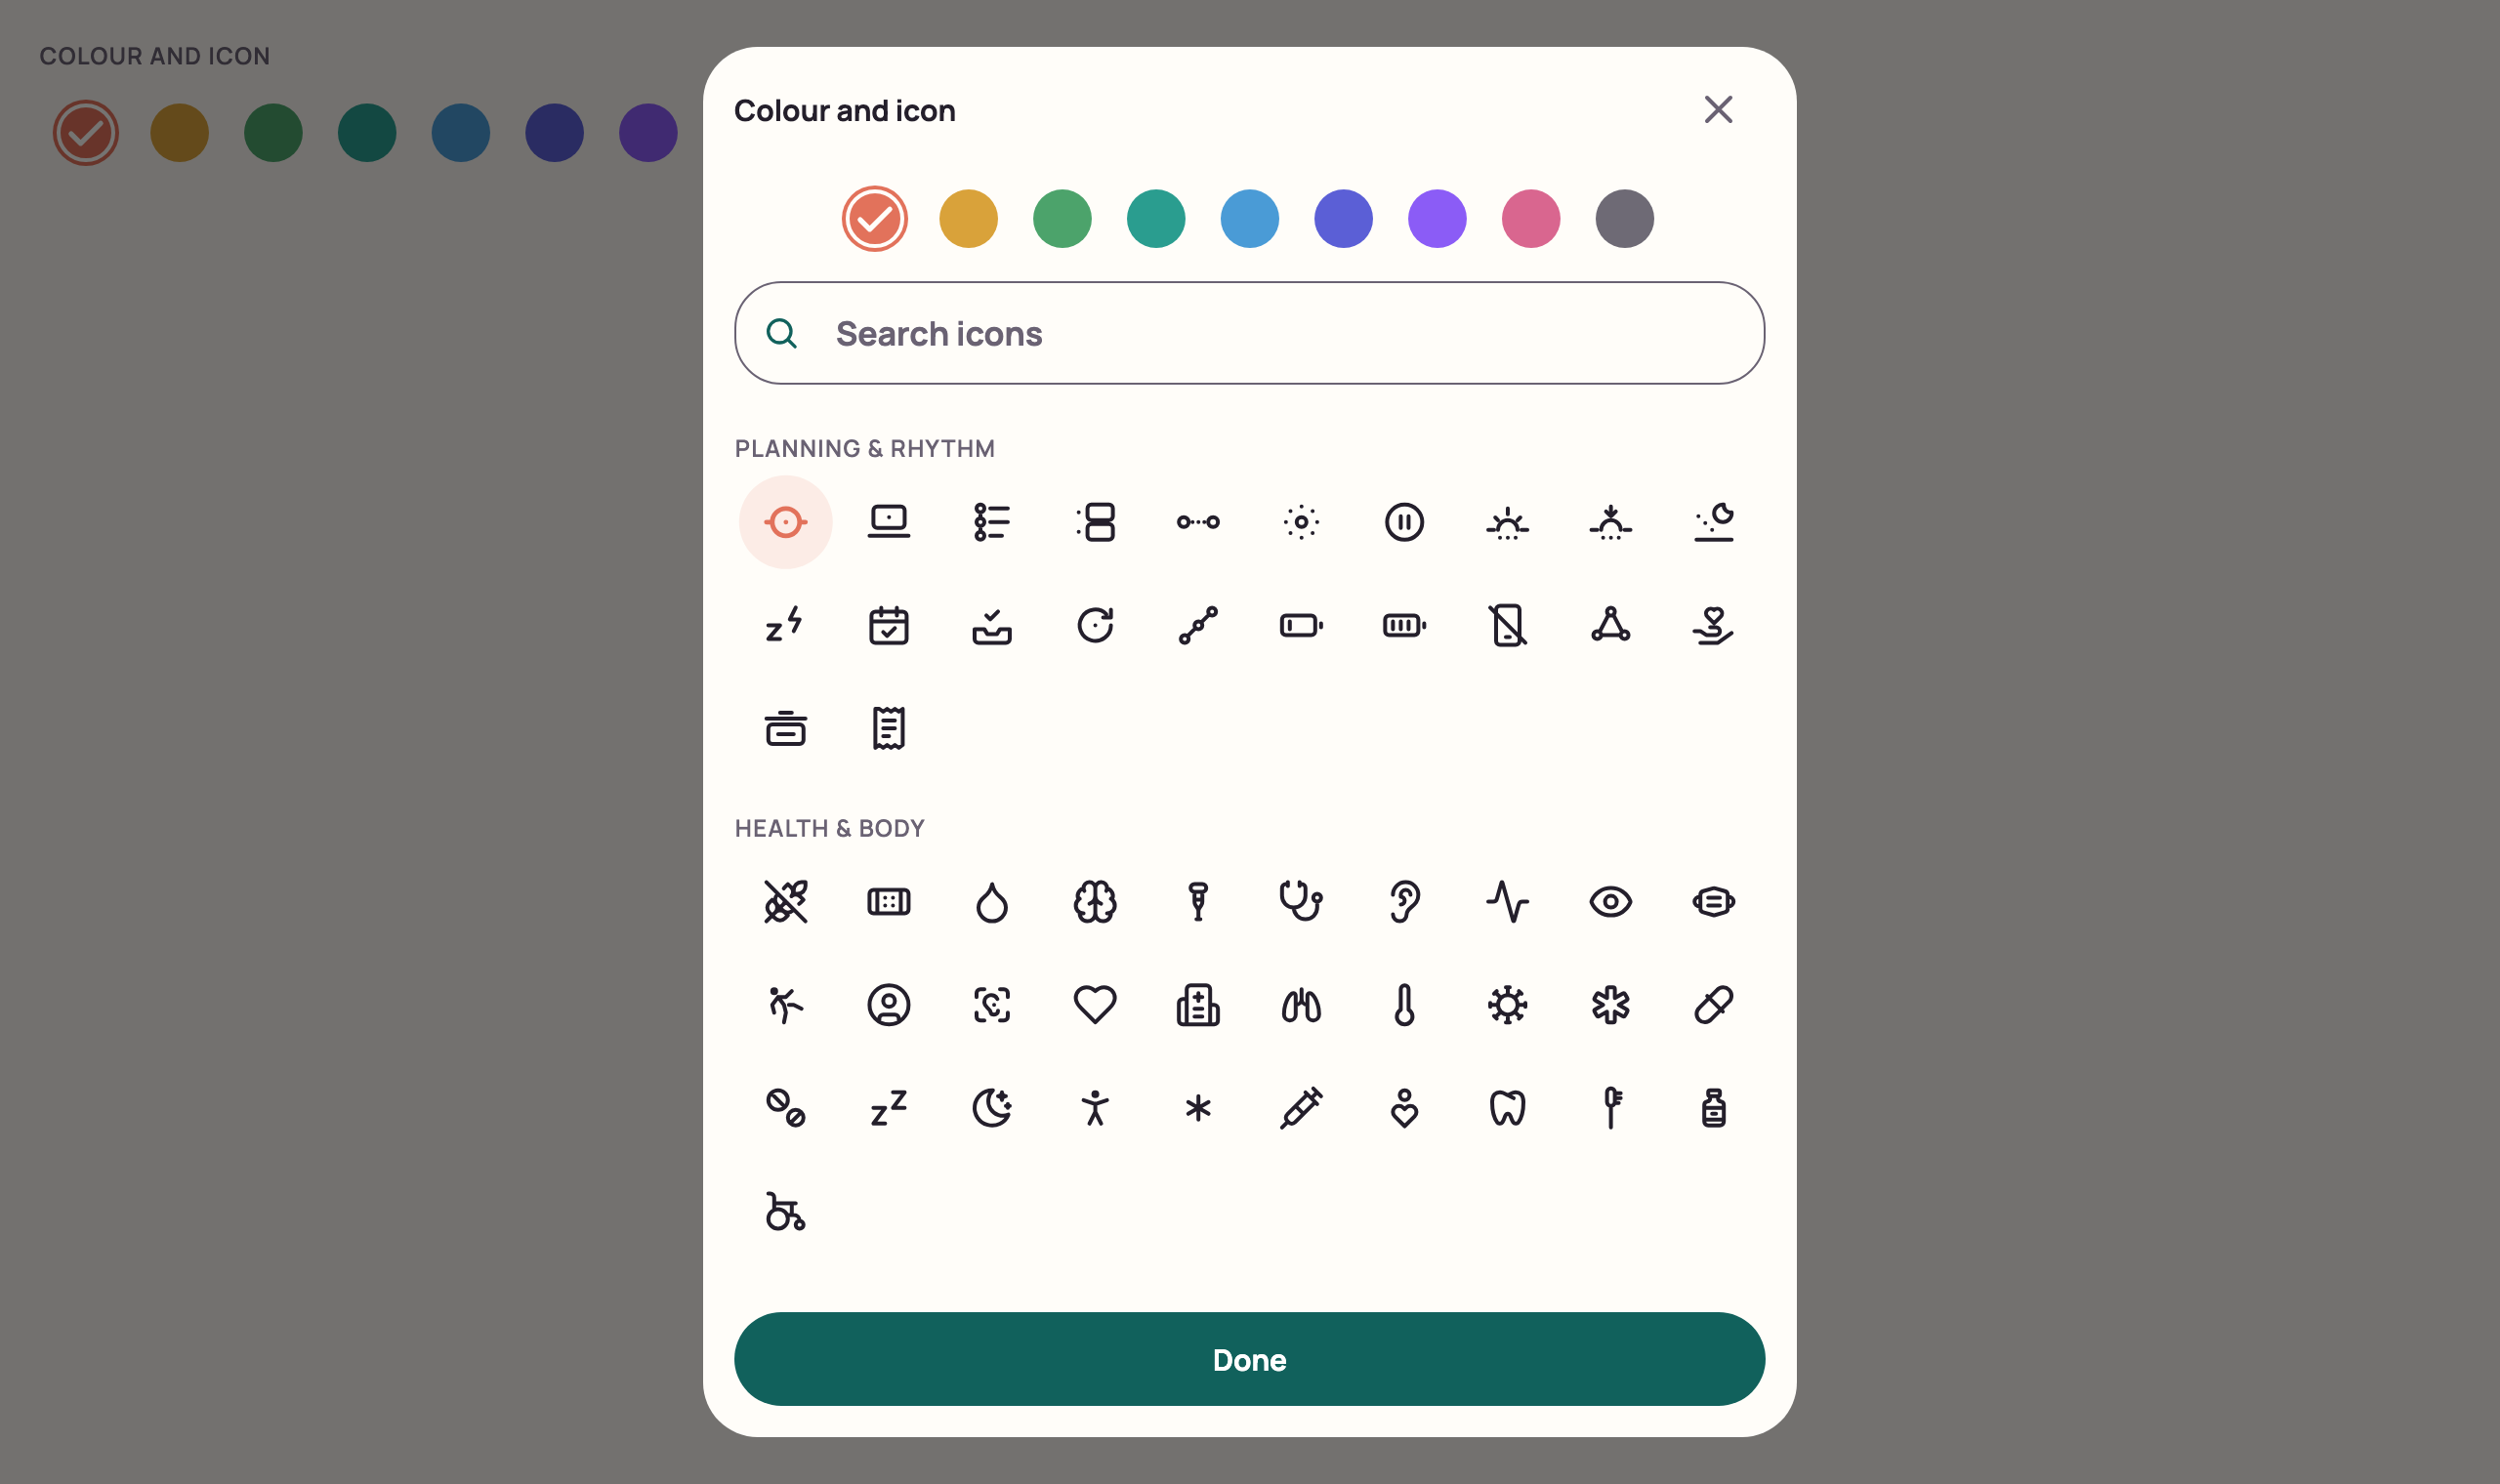 COLOUR AND ICON
Colour and icon
Search icons
PLANNING & RHYTHM
HEALTH & BODY
Done